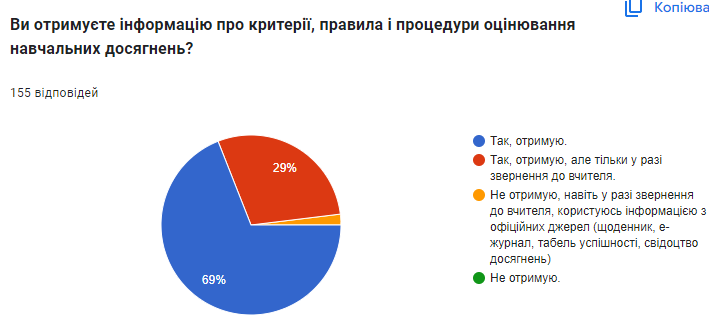 Копіюва
Ви отримуєте інформацію про критерії, правила і процедури оцінювання
навчальних досягнень?
155 відповідей
29%
69%
Так, отримую.
Так, отримую, але тільки у разі
звернення до вчителя.
Не отримую, навіть у разі звернення
до вчителя, користуюсь інформацією з
офіційних джерел (щоденник, е-
журнал, табель успішності, свідоцтво
досягнень)
Не отримую.